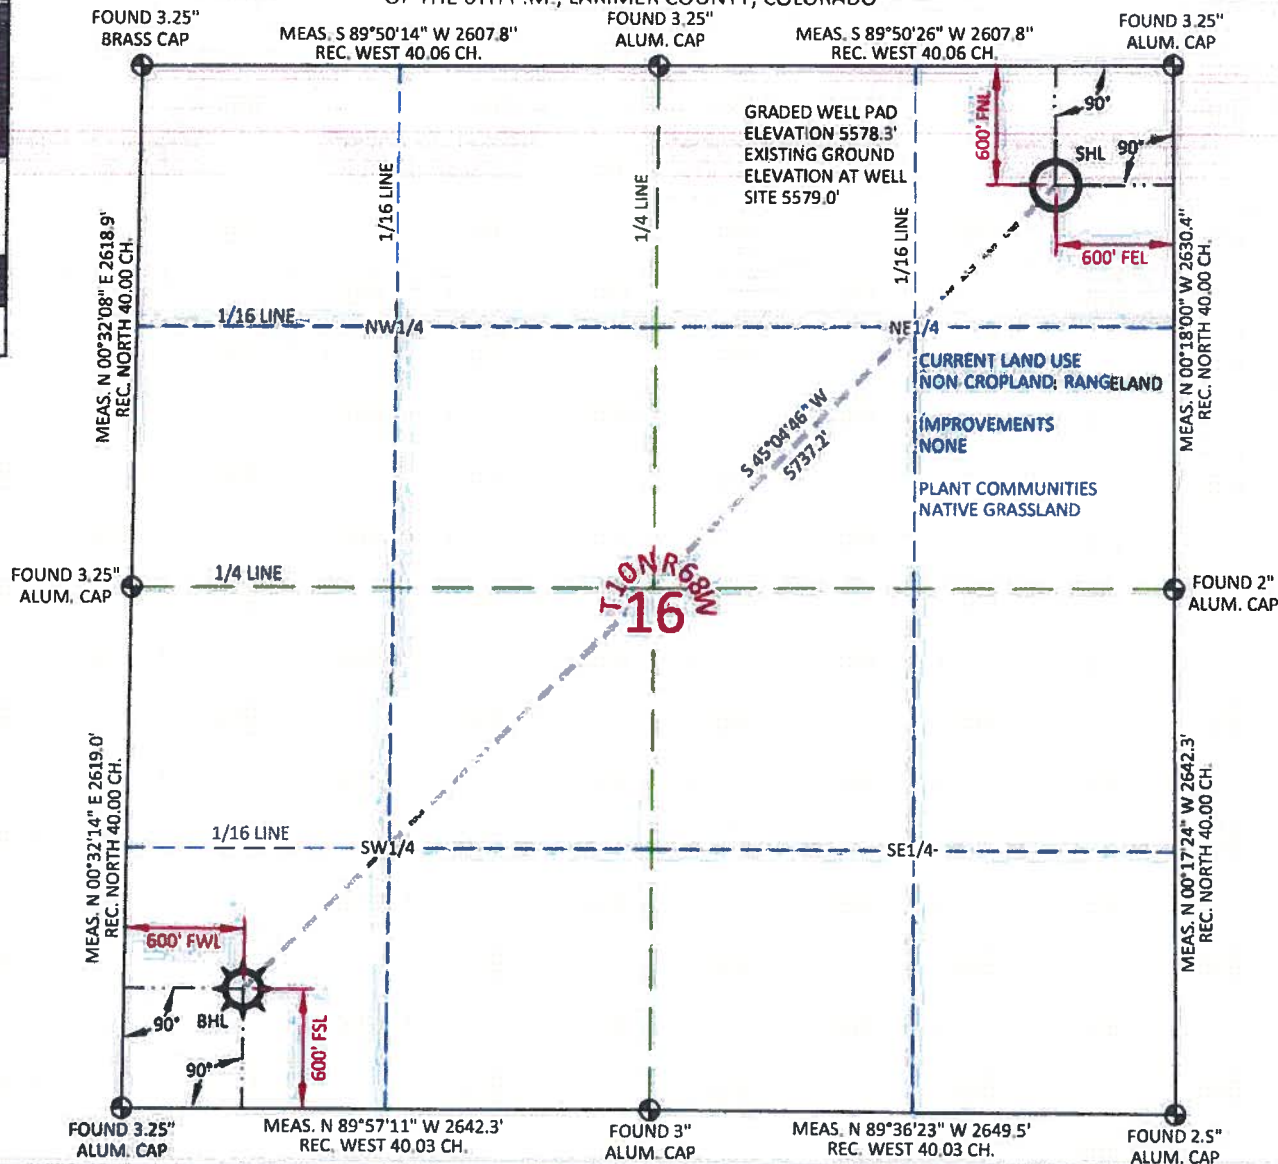 OF THE 6TH P.M., LARIMER COUNTY, COLORADO
FOUND 3.25"
BRASS CAP
MEAS. S 89°50'14" W 2607.8"
REC. WEST 40.06 CH.
FOUND 3.25"
ALUM. CAP
MEAS. S 89°50'26" W 2607.8"
REC. WEST 40.06 CH.
FOUND 3.25"
ALUM. CAP
GRADED WELL PAD
ELEVATION 5578.3'
EXISTING GROUND
ELEVATION AT WELL
SITE 5579.0'
600' FNL
90°
SHL
90°
600' FEL
1/16 LINE
1/4 LINE
1/16 LINE
MEAS. N 00°32'08" E 2618.9'
REC. NORTH 40.00 CH.
MEAS. N 00°18'00" W 2630.4"
REC. NORTH 40.00 CH.
1/16 LINE
NW1/4
NE1/4
CURRENT LAND USE
NON CROPLAND: RANGELAND
IMPROVEMENTS
NONE
PLANT COMMUNITIES
NATIVE GRASSLAND
S 45°04'46" W
5737.2'
FOUND 3.25"
ALUM. CAP
1/4 LINE
T10NR68W
16
FOUND 2"
ALUM. CAP
MEAS. N 00°32'14" E 2619.0'
REC. NORTH 40.00 CH.
MEAS. N 00°17'24" W 2642.3'
REC. NORTH 40.00 CH.
1/16 LINE
SW1/4
SE1/4
600' FWL
90°
BHL
90°
600' FSL
FOUND 3.25"
ALUM. CAP
MEAS. N 89°57'11" W 2642.3'
REC. WEST 40.03 CH.
FOUND 3"
ALUM. CAP
MEAS. N 89°36'23" W 2649.5'
REC. WEST 40.03 CH.
FOUND 2.5"
ALUM. CAP